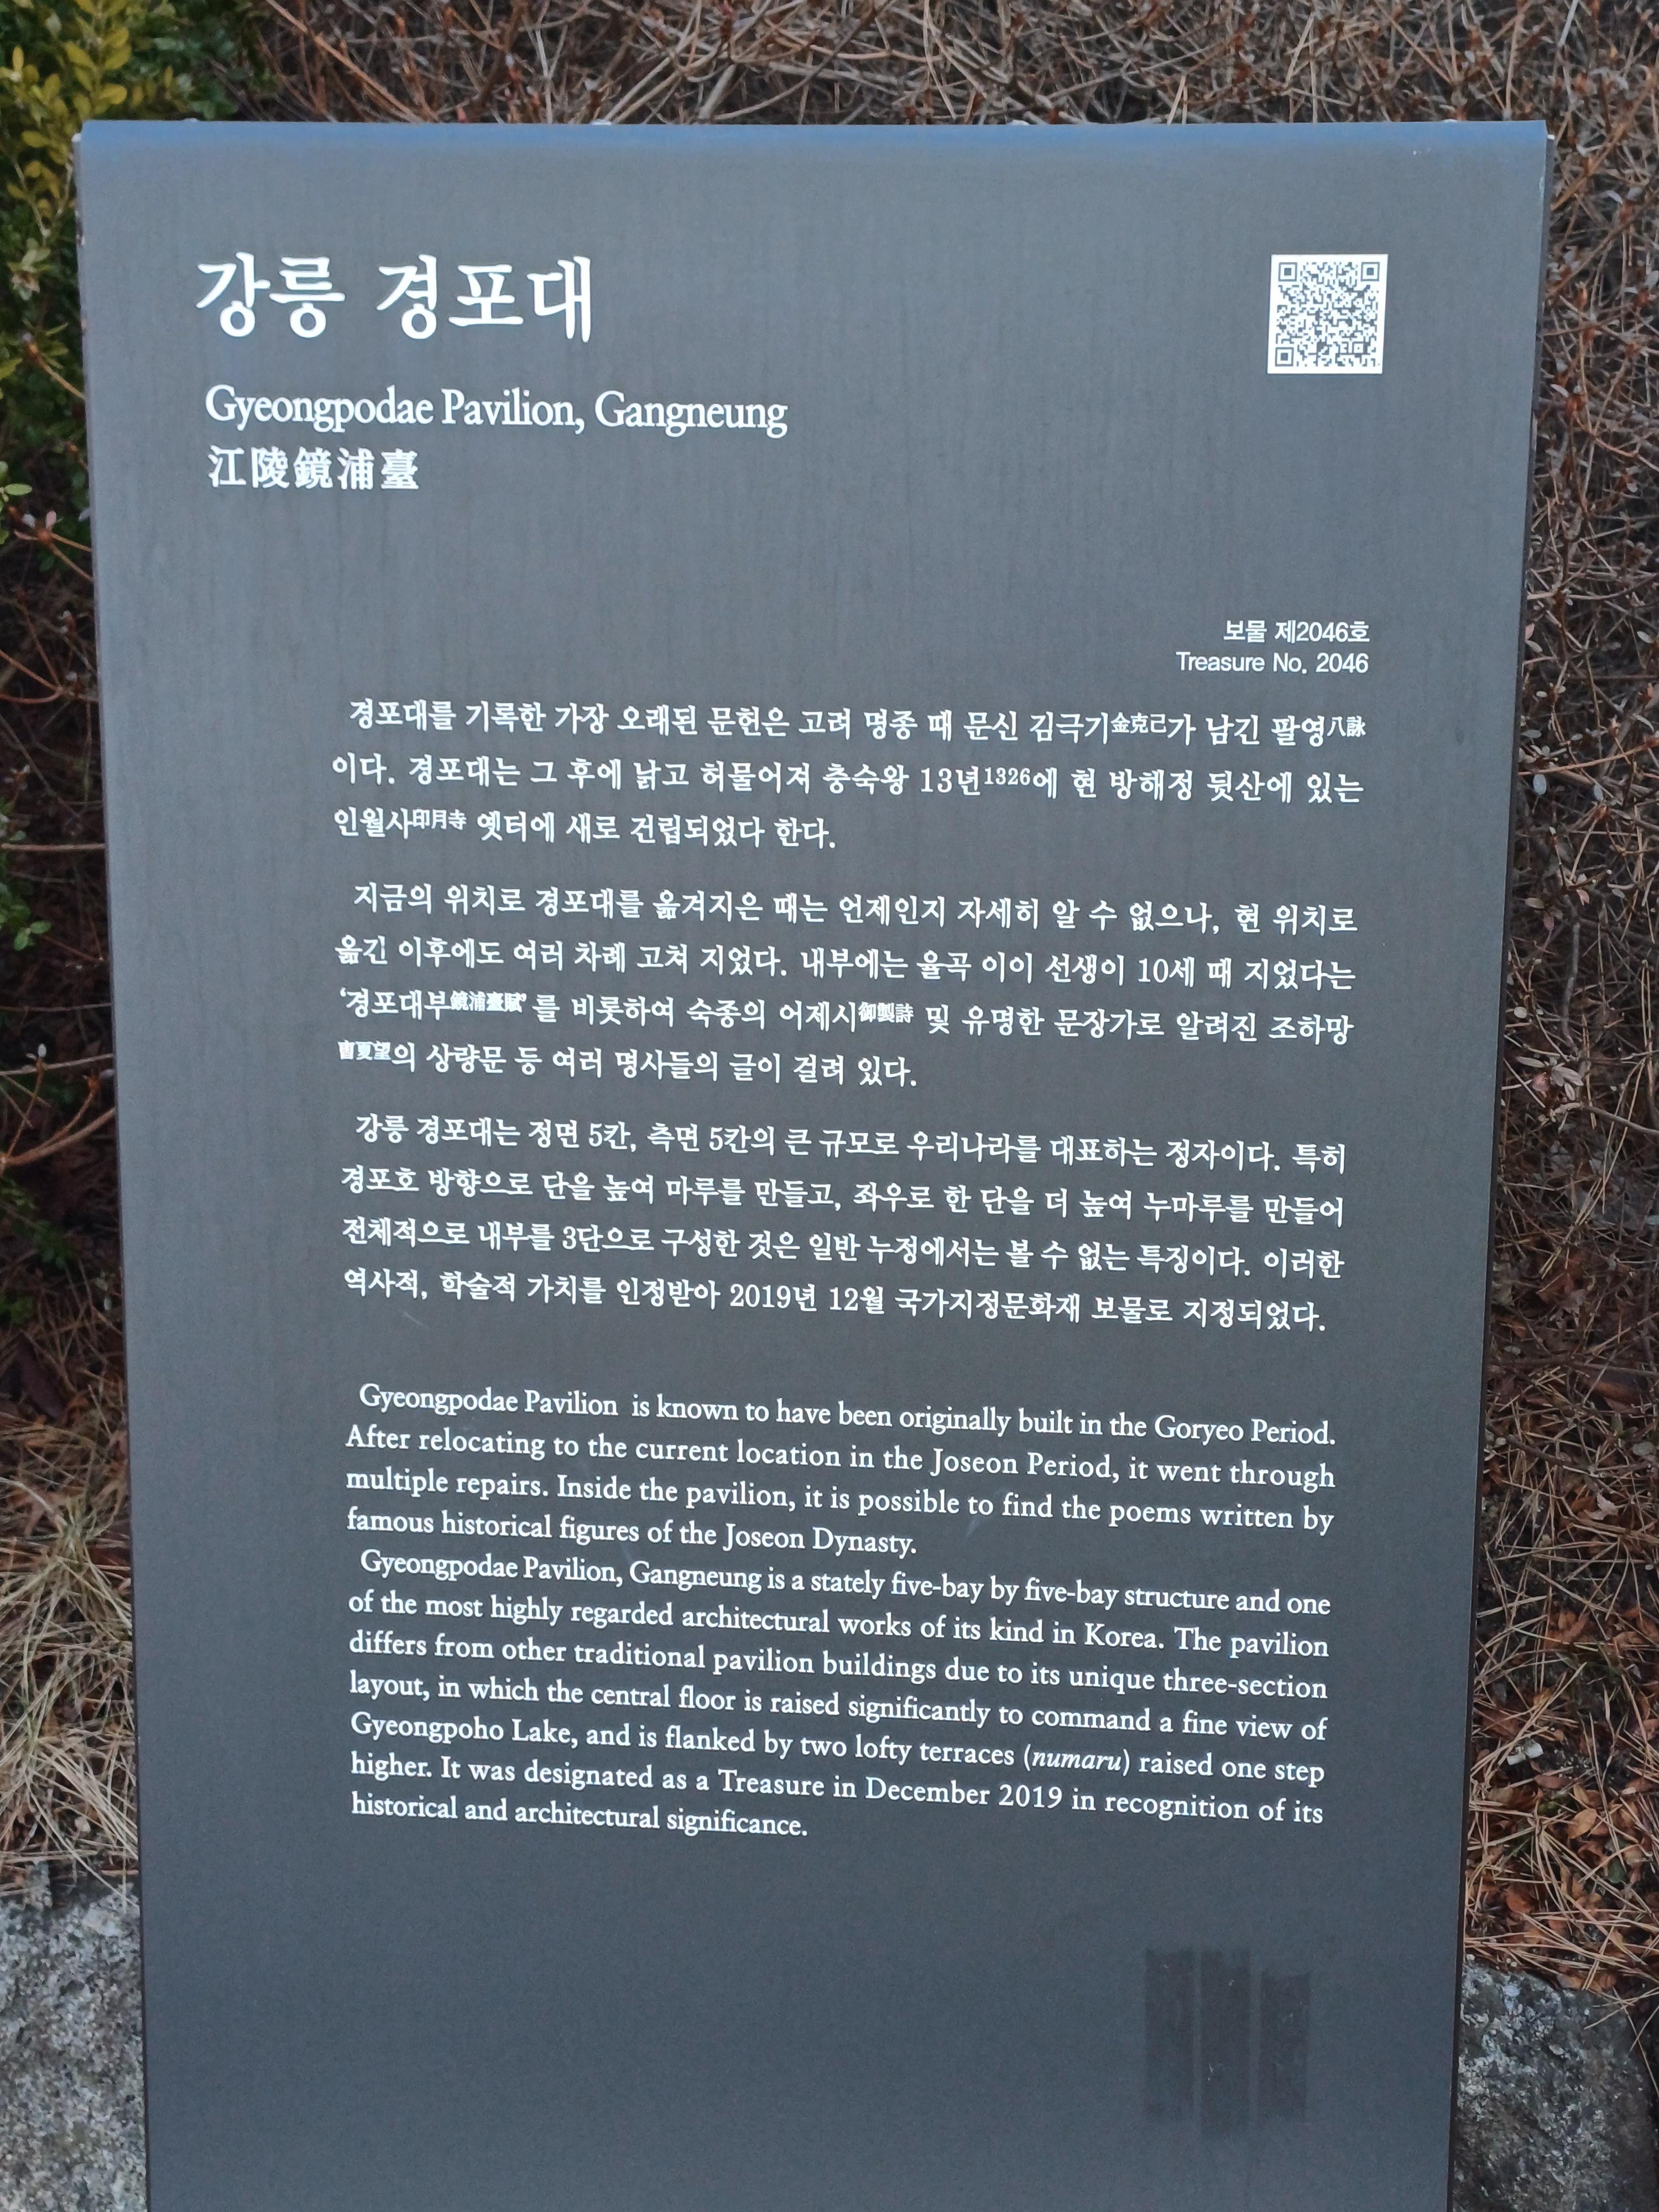 강릉 경포대
Gyeongpodae Pavilion, Gangneung
江陵鏡浦臺
보물 제2046호
Treasure No. 2046
경포대를 기록한 가장 오래된 문헌은 고려 명종 때 문신 김극기金克己가 남긴 팔영八詠
이다. 경포대는 그 후에 낡고 허물어져 충숙왕 13년1326에 현 방해정 뒷산에 있는
인월사印月寺 옛터에 새로 건립되었다 한다.
지금의 위치로 경포대를 옮겨지은 때는 언제인지 자세히 알 수 없으나, 현 위치로
옮긴 이후에도 여러 차례 고쳐 지었다. 내부에는 율곡 이이 선생이 10세 때 지었다는
‘경포대부鏡浦臺賦’를 비롯하여 숙종의 어제시御製詩 및 유명한 문장가로 알려진 조하망
曺夏望의 상량문 등 여러 명사들의 글이 걸려 있다.
강릉 경포대는 정면 5칸, 측면 5칸의 큰 규모로 우리나라를 대표하는 정자이다. 특히
경포호 방향으로 단을 높여 마루를 만들고, 좌우로 한 단을 더 높여 누마루를 만들어
전체적으로 내부를 3단으로 구성한 것은 일반 누정에서는 볼 수 없는 특징이다. 이러한
역사적, 학술적 가치를 인정받아 2019년 12월 국가지정문화재 보물로 지정되었다.
Gyeongpodae Pavilion is known to have been originally built in the Goryeo Period.
After relocating to the current location in the Joseon Period, it went through
multiple repairs. Inside the pavilion, it is possible to find the poems written by
famous historical figures of the Joseon Dynasty.
Gyeongpodae Pavilion, Gangneung is a stately five-bay by five-bay structure and one
of the most highly regarded architectural works of its kind in Korea. The pavilion
differs from other traditional pavilion buildings due to its unique three-section
layout, in which the central floor is raised significantly to command a fine view of
Gyeongpoho Lake, and is flanked by two lofty terraces (numaru) raised one step
higher. It was designated as a Treasure in December 2019 in recognition of its
historical and architectural significance.